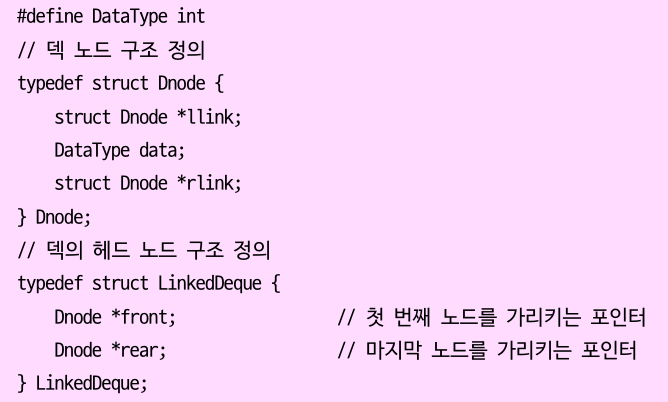 #define DataType int
// 덱 노드 구조 정의
typedef struct Dnode {
    struct Dnode *llink;
    DataType data;
    struct Dnode *rlink;
} Dnode;
// 덱의 헤드 노드 구조 정의
typedef struct LinkedDeque {
    Dnode *front;                // 첫 번째 노드를 가리키는 포인터
    Dnode *rear;                 // 마지막 노드를 가리키는 포인터
} LinkedDeque;